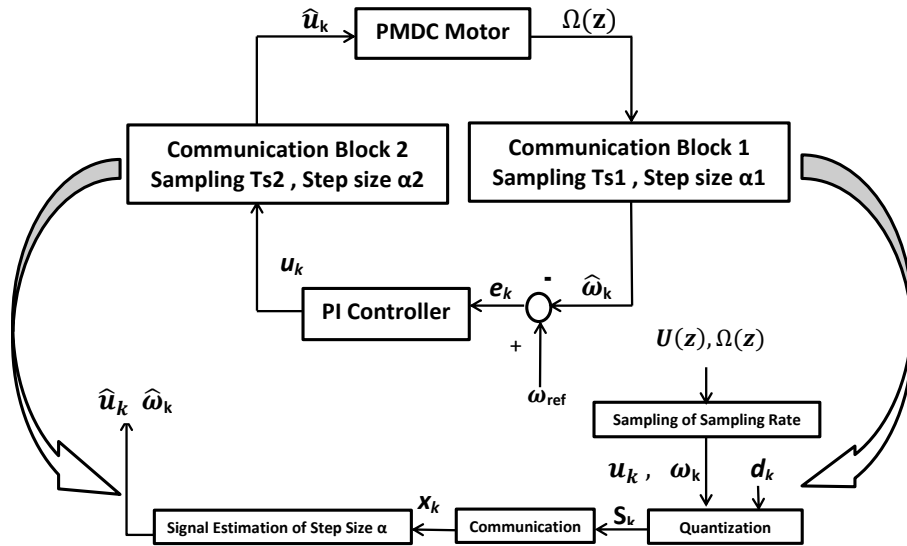 û_k
PMDC Motor
Ω(z)
Communication Block 2
Sampling Ts2 , Step size α2
Communication Block 1
Sampling Ts1 , Step size α1
u_k
PI Controller
e_k
-
ω̂_k
+
ω_ref
U(z), Ω(z)
Sampling of Sampling Rate
û_k ω̂_k
u_k , ω_k
d_k
Signal Estimation of Step Size α
x_k
Communication
S_k
Quantization